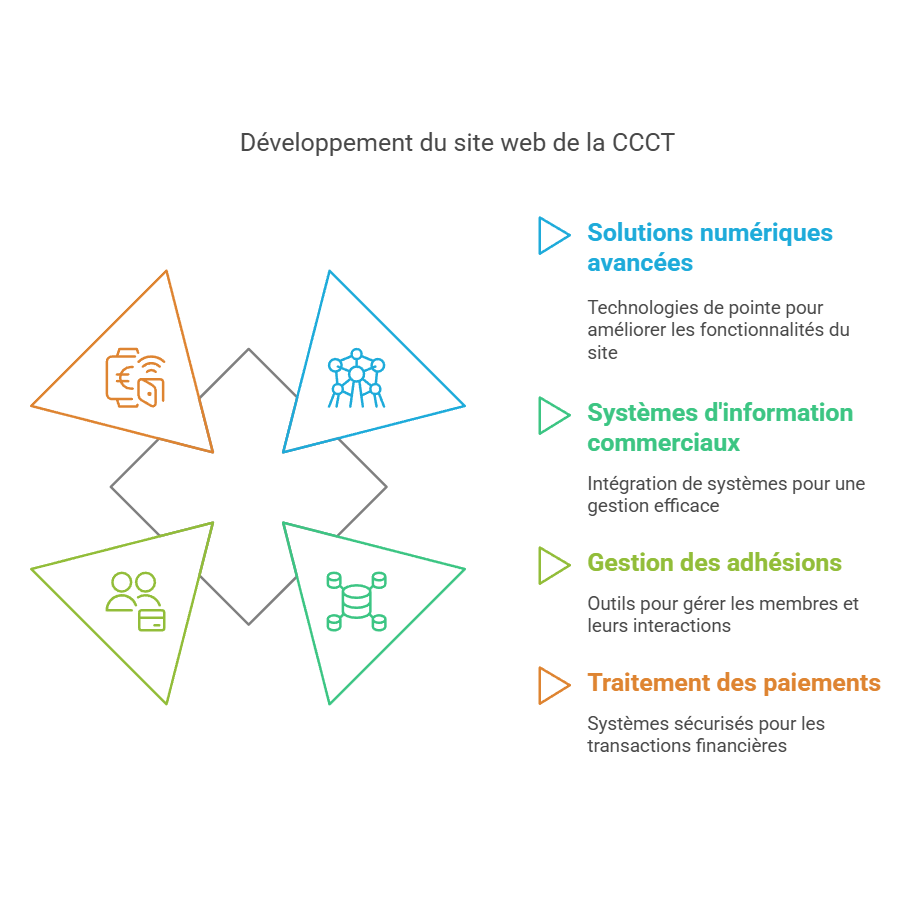 Développement du site web de la CCCT
Solutions numériques
avancées
Technologies de pointe pour
améliorer les fonctionnalités du
site
Systèmes d'information
commerciaux
Intégration de systèmes pour une
gestion efficace
Gestion des adhésions
Outils pour gérer les membres et
leurs interactions
Traitement des paiements
Systèmes sécurisés pour les
transactions financières